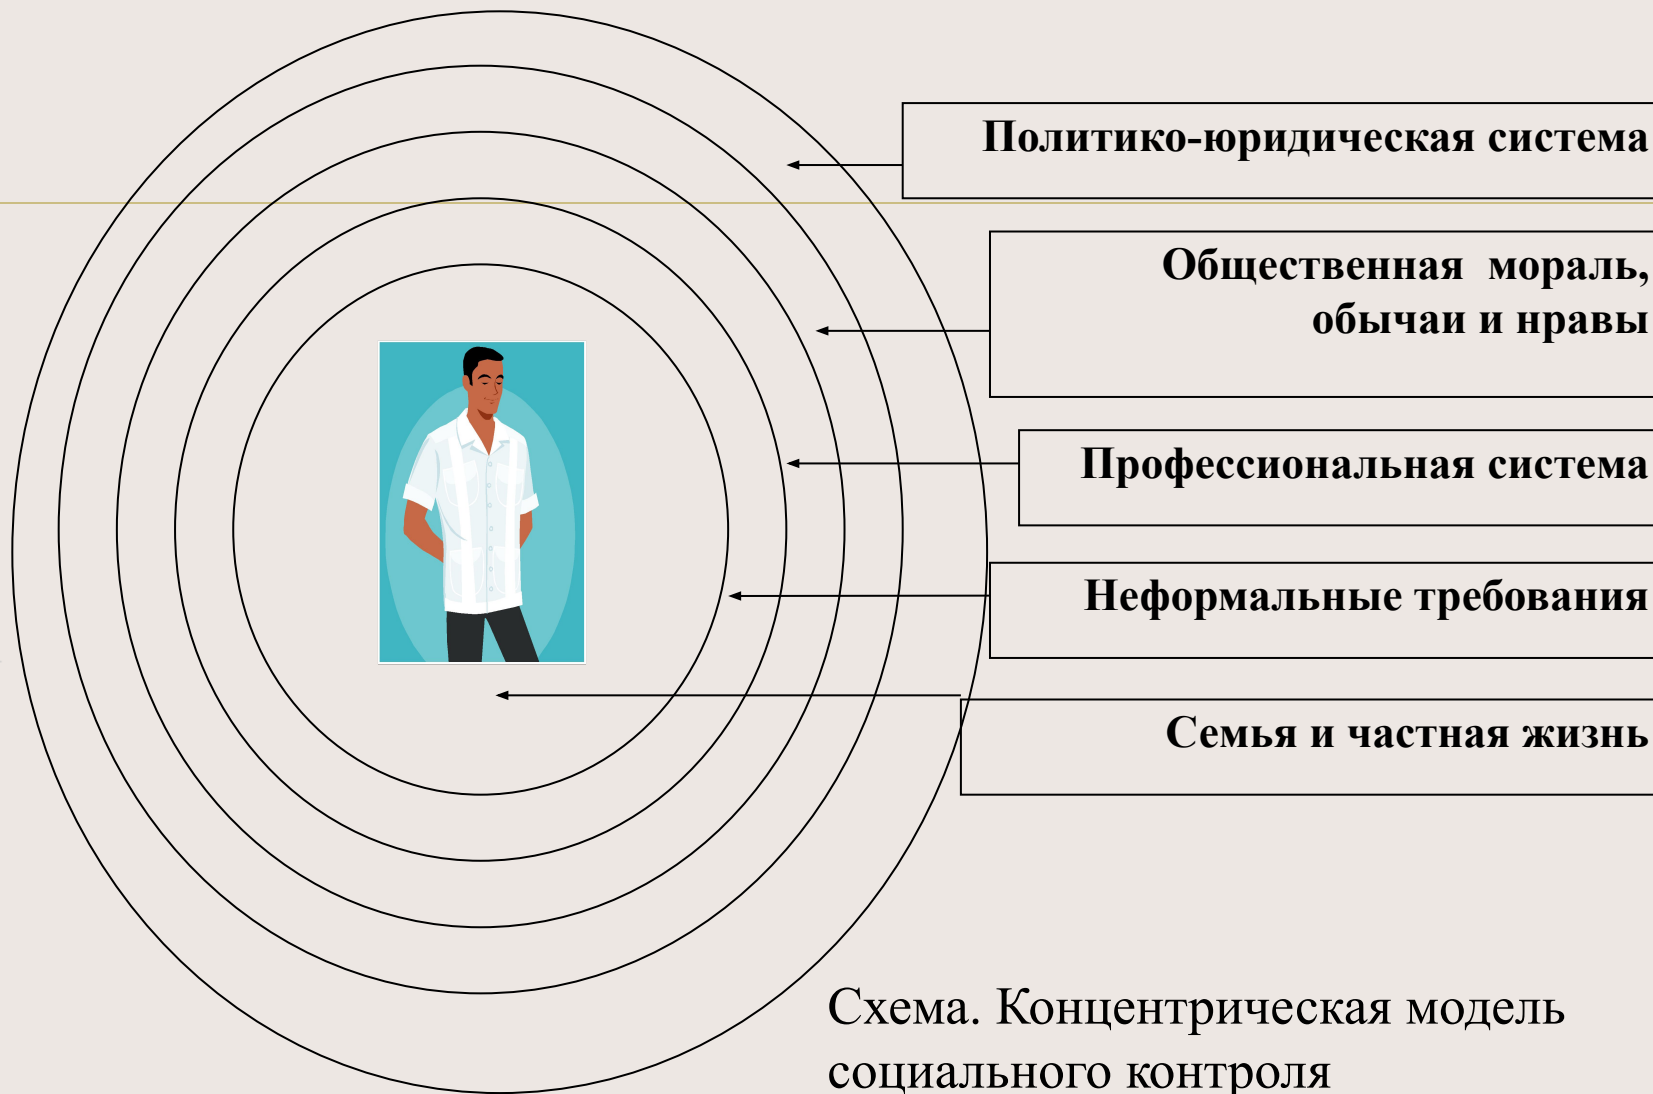 Политико-юридическая система
Общественная мораль,
обычаи и нравы
Профессиональная система
Неформальные требования
Семья и частная жизнь
Схема. Концентрическая модель
социального контроля